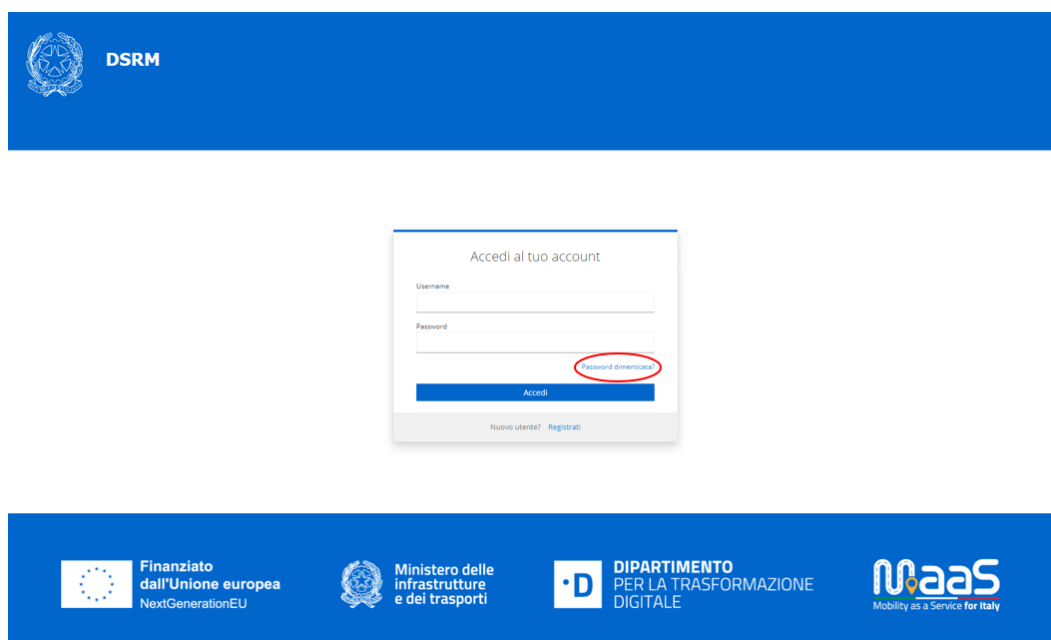 DSRM
Accedi al tuo account
Username
Password
Password dimenticata?
Accedi
Nuovo utente? Registrati
Finanziato
dall'Unione europea
NextGenerationEU
Ministero delle
infrastrutture
e dei trasporti
·D
DIPARTIMENTO
PER LA TRASFORMAZIONE
DIGITALE
MaaS
Mobility as a Service for Italy